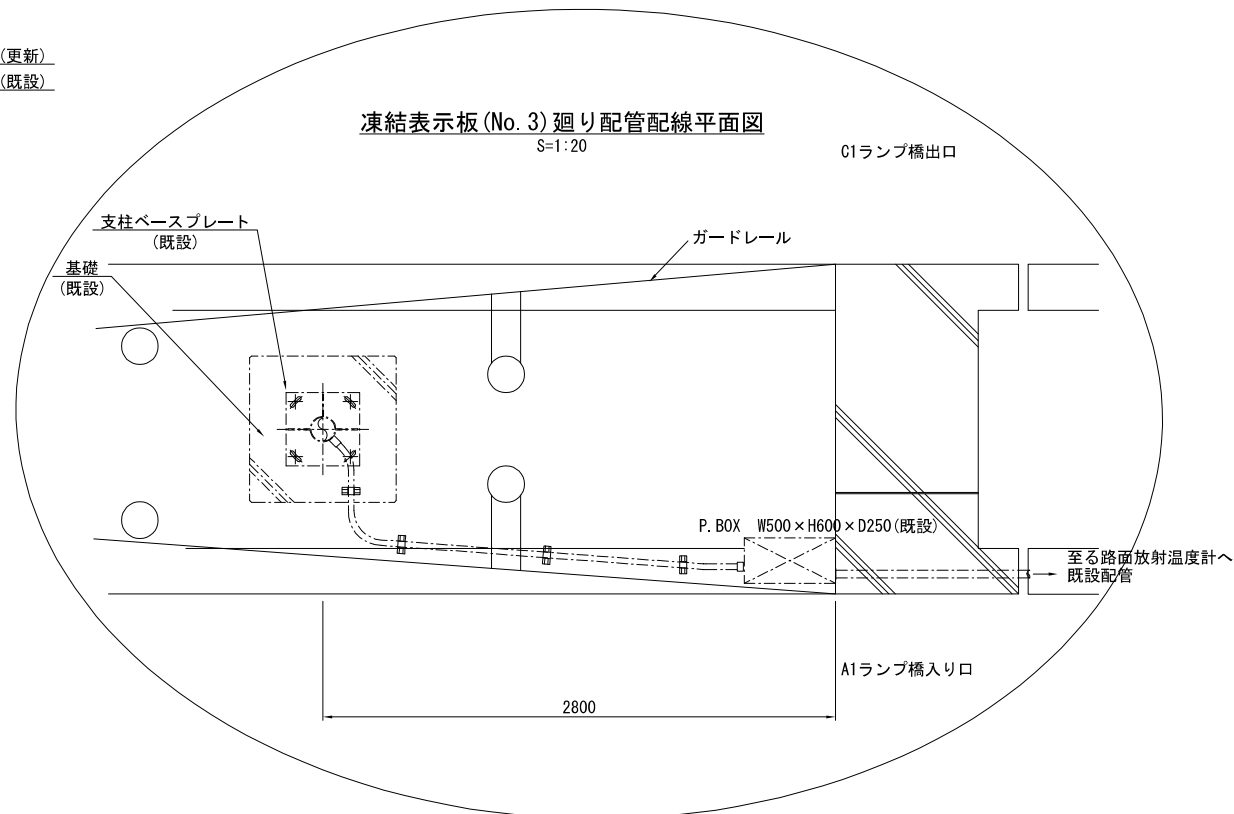 (更新)
(既設)
凍結表示板(No.3)廻り配管配線平面図
S=1:20
C1ランプ橋出口
支柱ベースプレート
(既設)
ガードレール
基礎
(既設)
P.BOX W500×H600×D250(既設)
至る路面放射温度計へ
既設配管
A1ランプ橋入り口
2800